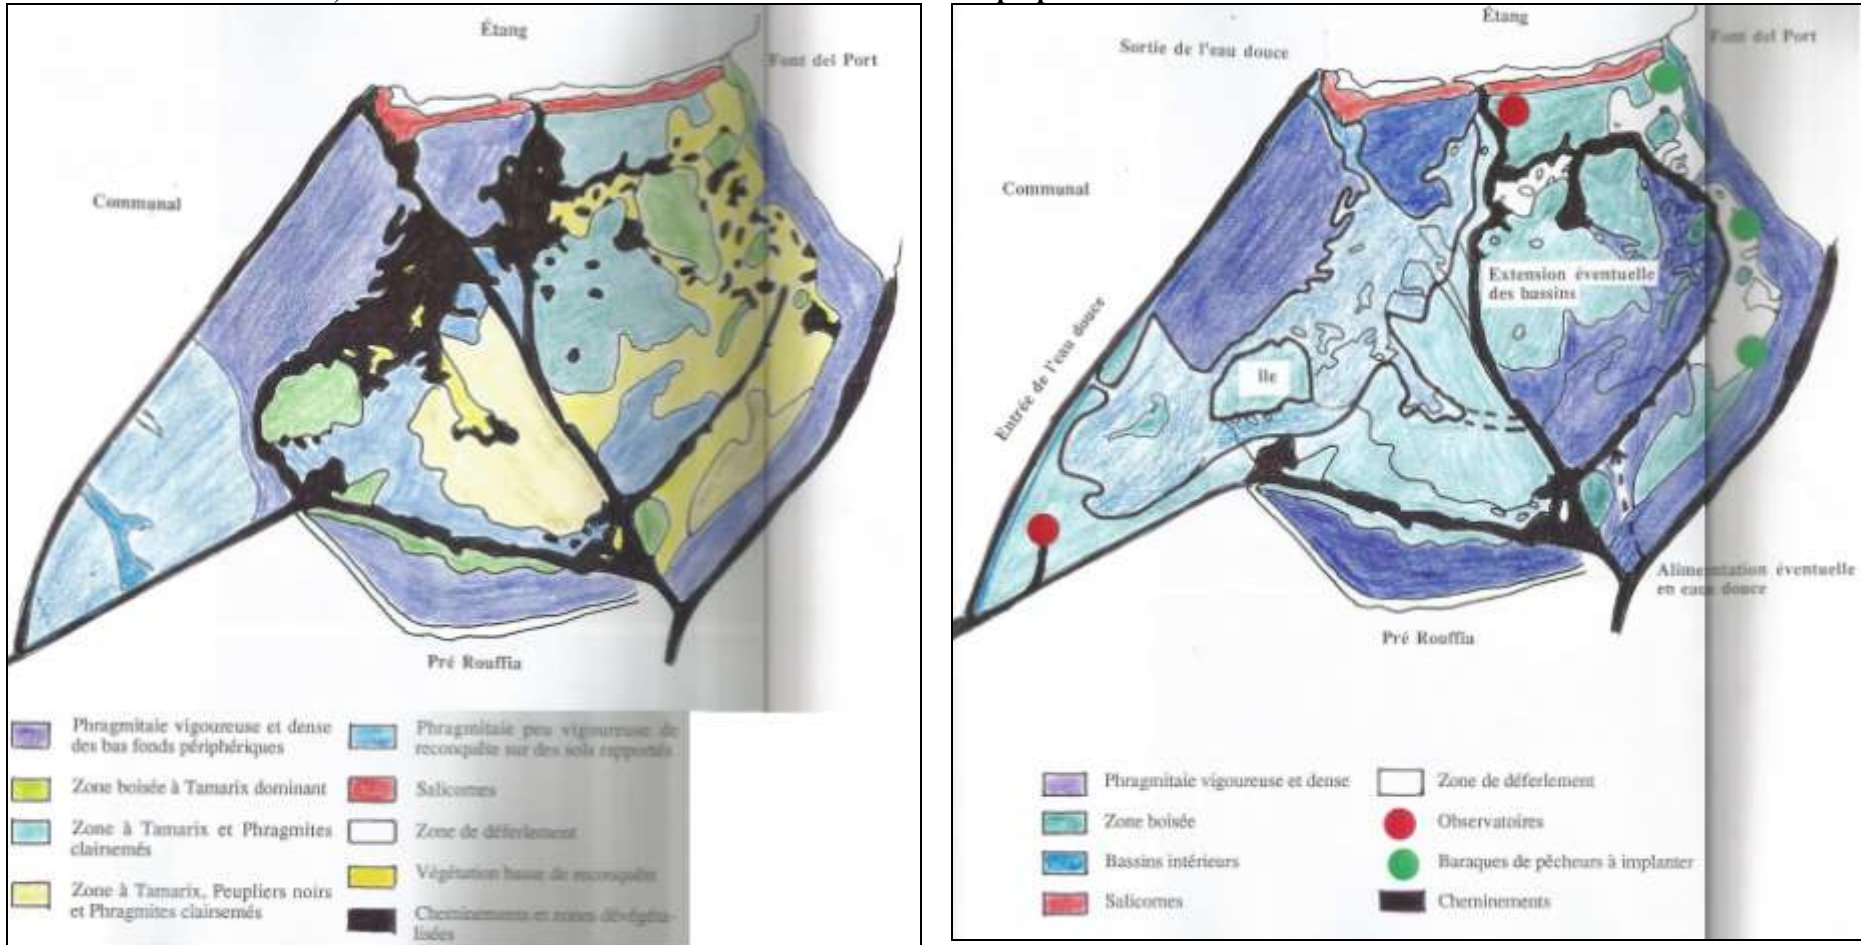 Étang
Font del Port
Communal
Pré Rouffia
Phragmitaie vigoureuse et dense
des bas fonds périphériques
Zone boisée à Tamarix dominant
Zone à Tamarix et Phragmites
clairsemés
Zone à Tamarix, Peupliers noirs
et Phragmites clairsemés
Phragmitaie peu vigoureuse de
reconquête sur des sols rapportés
Salicornes
Zone de déferlement
Végétation basse de reconquête
Cheminements et zones dévégéta-
lisées
Étang
Sortie de l'eau douce
Font del Port
Communal
Extension éventuelle
des bassins
Entrée de l'eau douce
Ile
Alimentation éventuelle
en eau douce
Pré Rouffia
Phragmitaie vigoureuse et dense
Zone boisée
Bassins intérieurs
Salicornes
Zone de déferlement
Observatoires
Baraques de pêcheurs à implanter
Cheminements